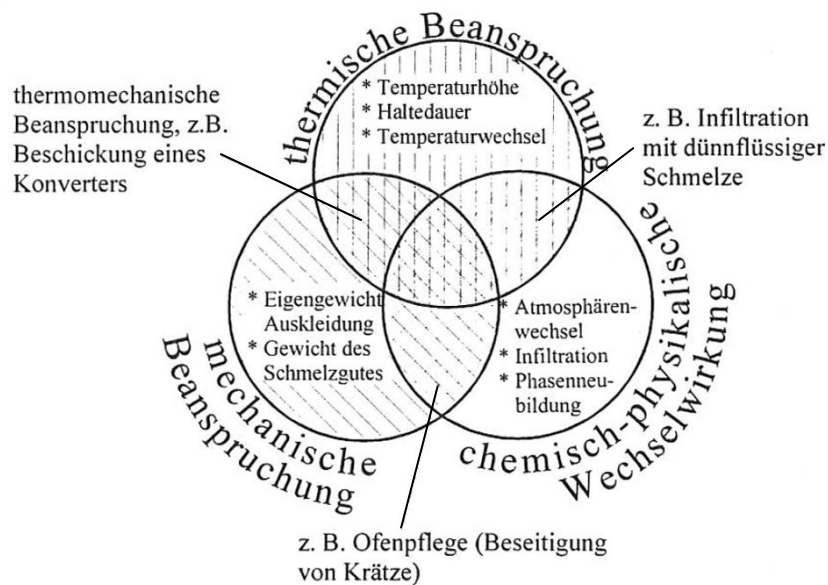 thermische Beanspruchung
* Temperaturhöhe
* Haltedauer
* Temperaturwechsel
thermomechanische
Beanspruchung, z.B.
Beschickung eines
Konverters
z. B. Infiltration
mit dünnflüssiger
Schmelze
* Eigengewicht
Auskleidung
* Gewicht des
Schmelzgutes
* Atmosphären-
wechsel
* Infiltration
* Phasenneu-
bildung
mechanische
Beanspruchung
chemisch-physikalische
Wechselwirkung
z. B. Ofenpflege (Beseitigung
von Krätze)